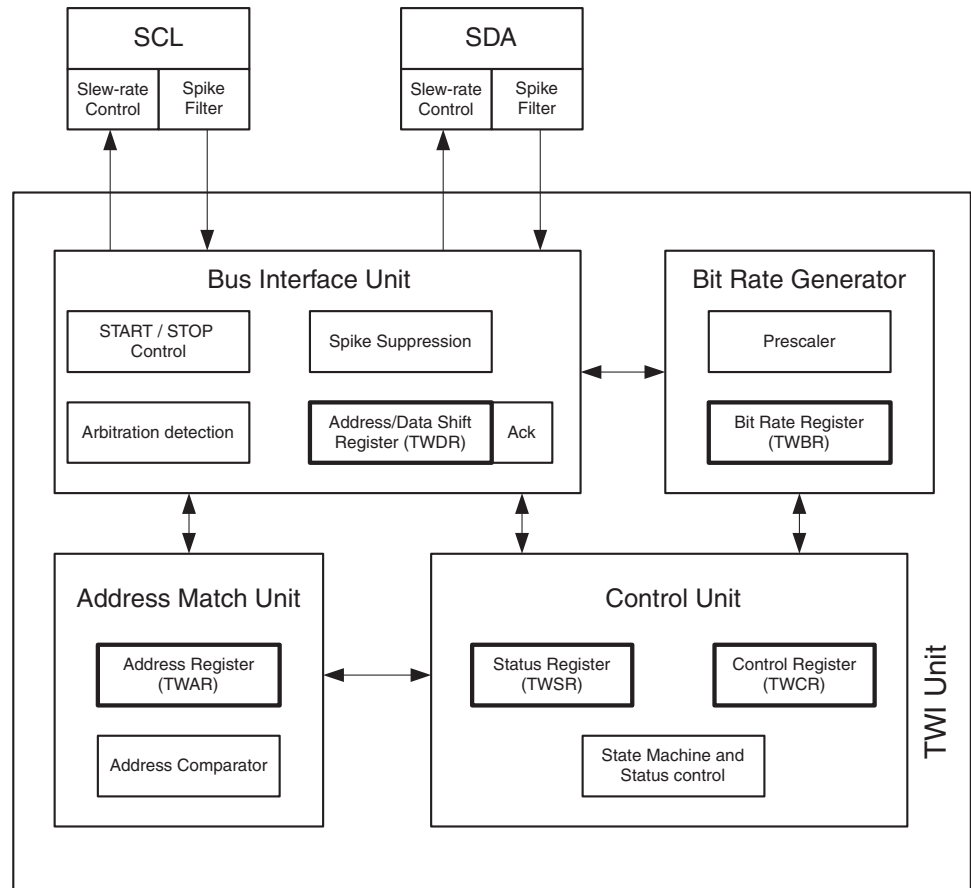 SCL
Slew-rate
Control
Spike
Filter
SDA
Slew-rate
Control
Spike
Filter
Bus Interface Unit
START / STOP
Control
Spike Suppression
Arbitration detection
Address/Data Shift
Register (TWDR)
Ack
Bit Rate Generator
Prescaler
Bit Rate Register
(TWBR)
Address Match Unit
Address Register
(TWAR)
Address Comparator
Control Unit
Status Register
(TWSR)
Control Register
(TWCR)
State Machine and
Status control
TWI Unit